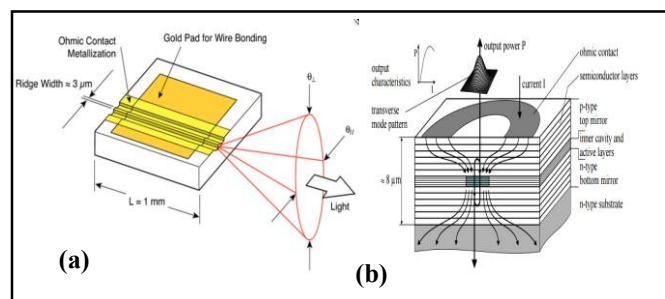 Ohmic Contact
Metallization
Gold Pad for Wire Bonding
Ridge Width ≈ 3 μm
L = 1 mm
θ⊥
θ//
Light
(a)
output power P
output
characteristics
P
I
transverse
mode pattern
current I
ohmic contact
semiconductor layers
p-type
top mirror
inner cavity and
active layers
n-type
bottom mirror
n-type substrate
≈ 8 μm
(b)